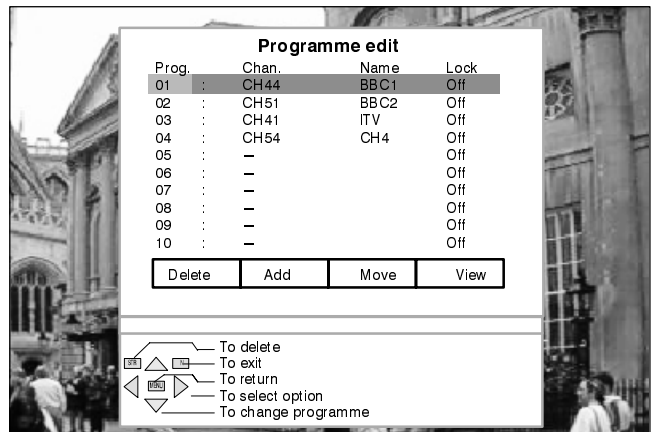 Programme edit
Prog. Chan. Name Lock
01 : CH44 BBC1 Off
02 : CH51 BBC2 Off
03 : CH41 ITV Off
04 : CH54 CH4 Off
05 : – Off
06 : – Off
07 : – Off
08 : – Off
09 : – Off
10 : – Off
Delete Add Move View
To delete
STR To exit
MENU To return
To select option
To change programme